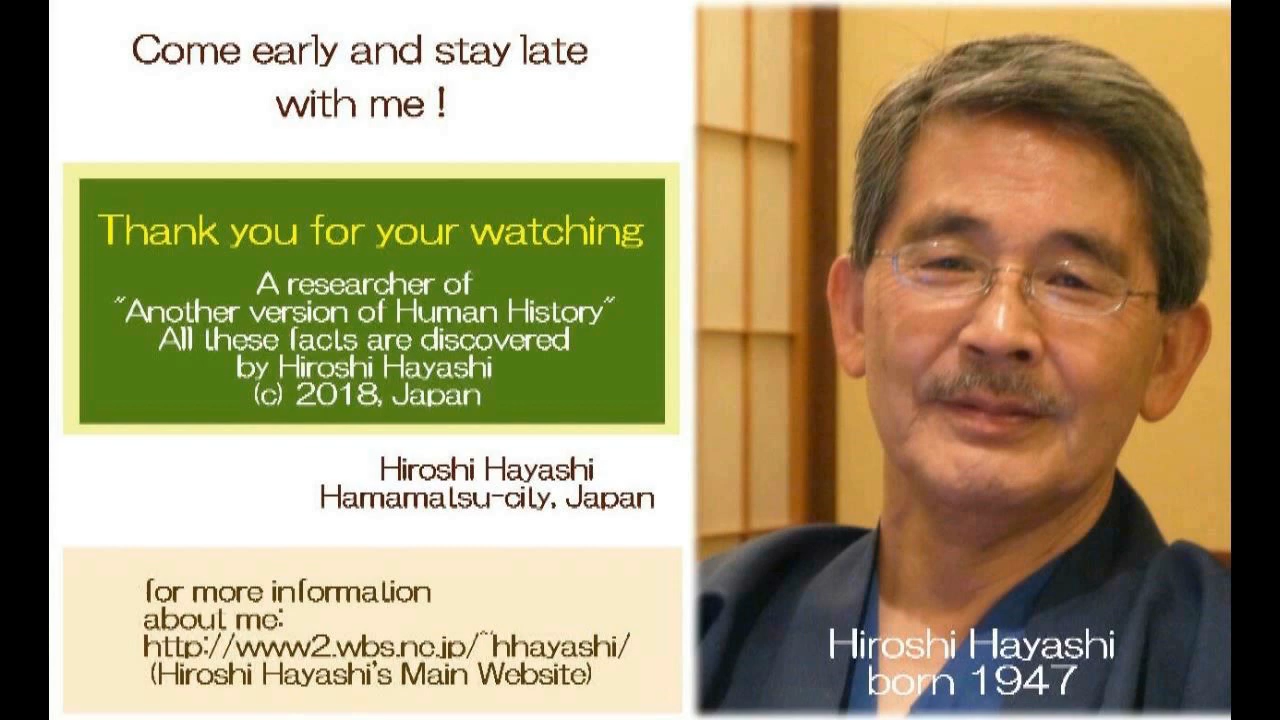 Come early and stay late
with me !
Thank you for your watching
A researcher of
"Another version of Human History"
All these facts are discovered
by Hiroshi Hayashi
(c) 2018, Japan
Hiroshi Hayashi
Hamamatsu-city, Japan
for more information
about me:
http://www2.wbs.ne.jp/~hhayashi/
(Hiroshi Hayashi's Main Website)
Hiroshi Hayashi
born 1947